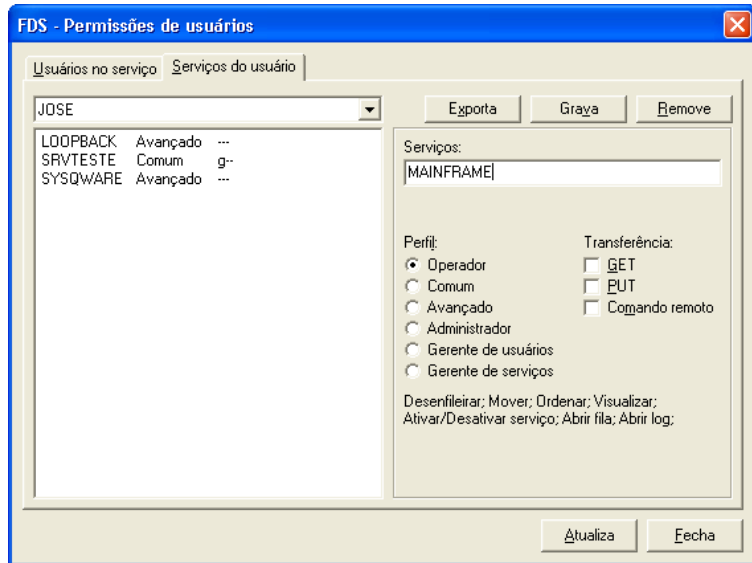 FDS - Permissões de usuários
Usuários no serviço
Serviços do usuário
JOSE
Exporta
Grava
Remove
LOOPBACK Avançado ---
SRVTESTE Comum g--
SYSQWARE Avançado ---
Serviços:
MAINFRAME
Perfil:
Operador
Comum
Avançado
Administrador
Gerente de usuários
Gerente de serviços
Transferência:
GET
PUT
Comando remoto
Desenfileirar; Mover; Ordenar; Visualizar;
Ativar/Desativar serviço; Abrir fila; Abrir log;
Atualiza
Fecha